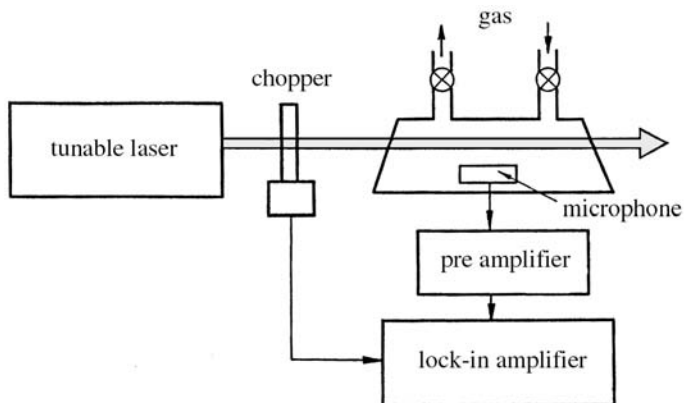 gas
chopper
tunable laser
microphone
pre amplifier
lock-in amplifier